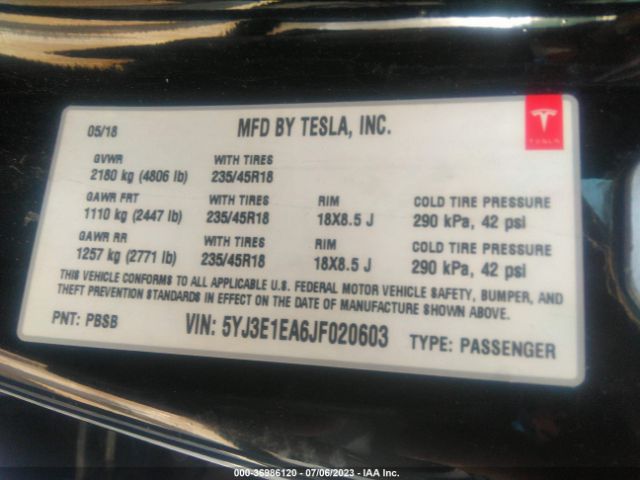 05/18 MFD BY TESLA, INC.
TESLA
GVWR WITH TIRES
2180 kg (4806 lb) 235/45R18
GAWR FRT WITH TIRES RIM COLD TIRE PRESSURE
1110 kg (2447 lb) 235/45R18 18X8.5 J 290 kPa, 42 psi
GAWR RR WITH TIRES RIM COLD TIRE PRESSURE
1257 kg (2771 lb) 235/45R18 18X8.5 J 290 kPa, 42 psi
THIS VEHICLE CONFORMS TO ALL APPLICABLE U.S. FEDERAL MOTOR VEHICLE SAFETY, BUMPER, AND
THEFT PREVENTION STANDARDS IN EFFECT ON THE DATE OF MANUFACTURE SHOWN ABOVE.
PNT: PBSB VIN: 5YJ3E1EA6JF020603 TYPE: PASSENGER
000-36986120 - 07/06/2023 - IAA Inc.